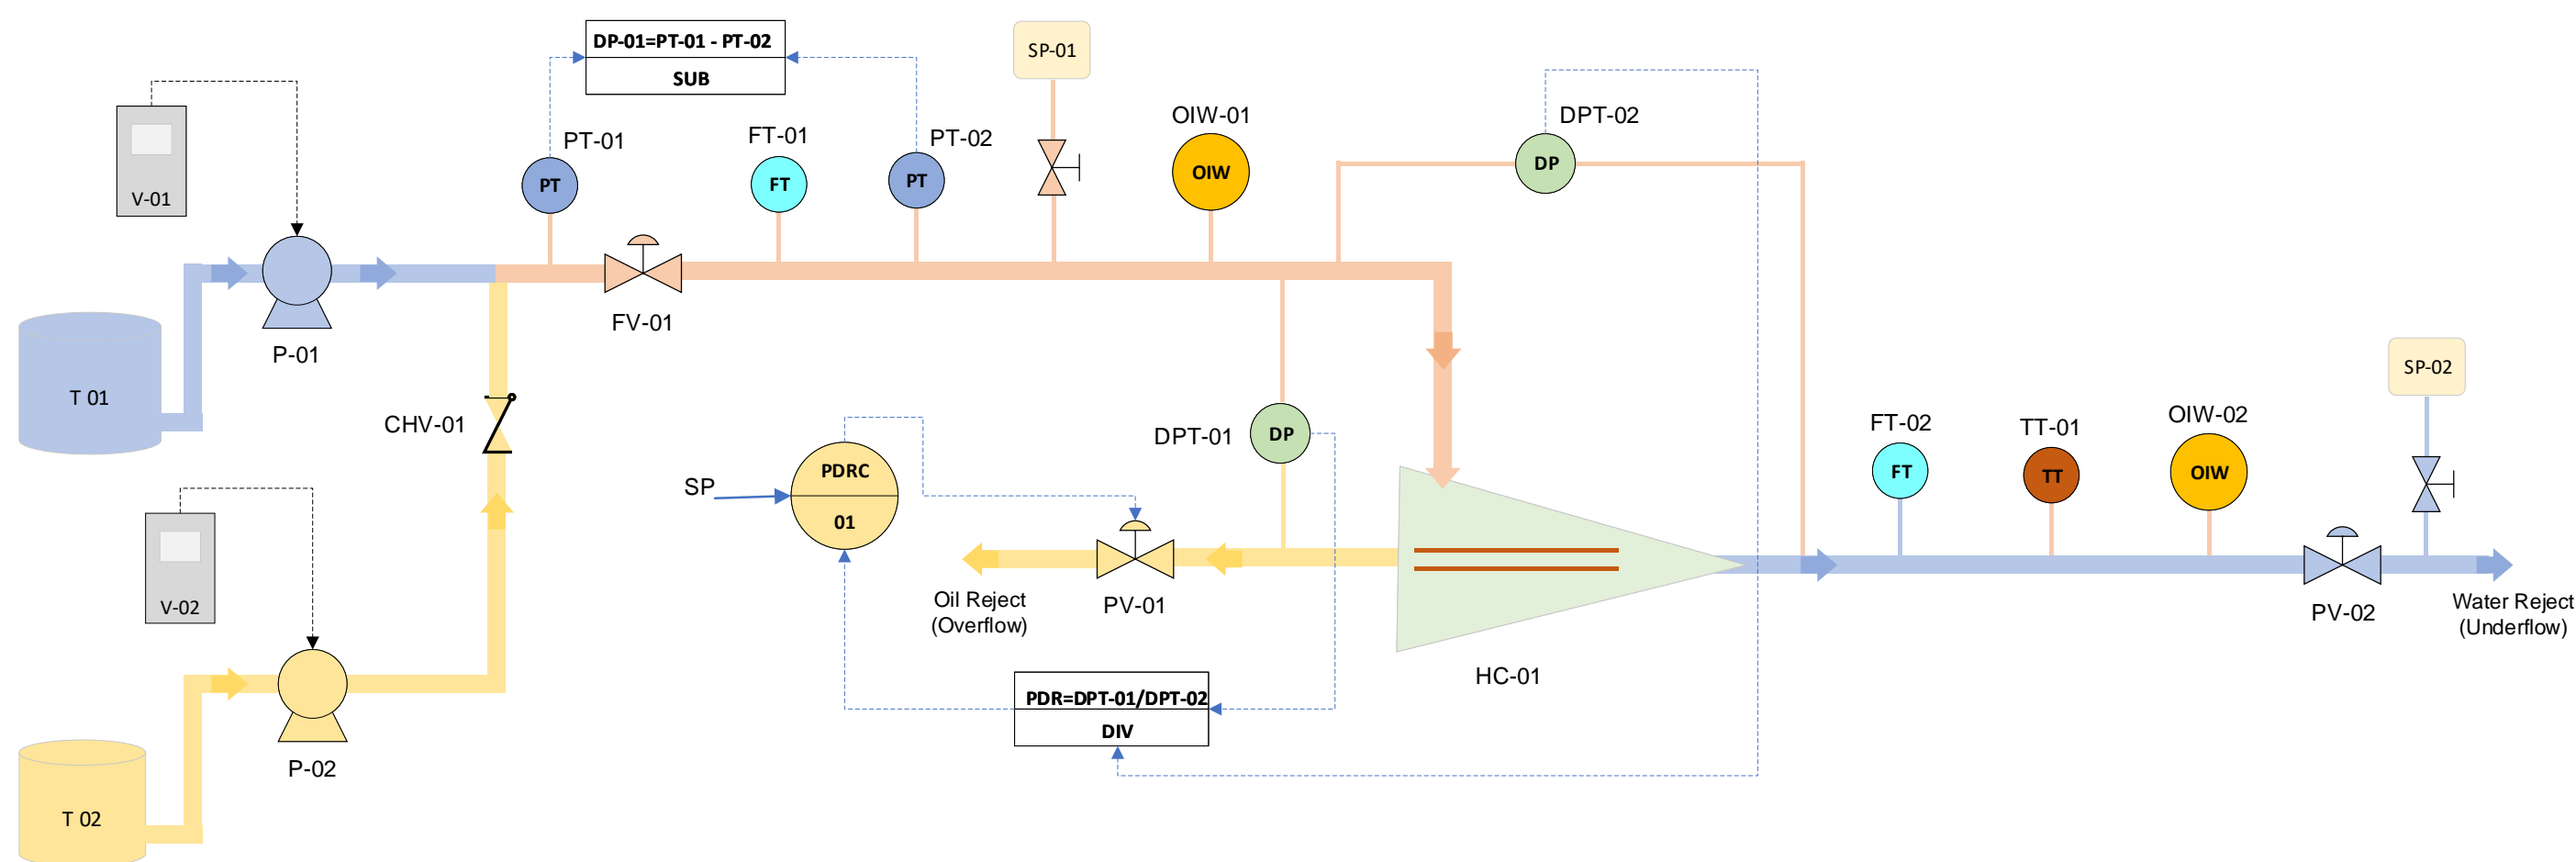 DP-01=PT-01 - PT-02
SUB
SP-01
V-01
PT-01
FT-01
PT-02
OIW-01
DPT-02
PT
FT
PT
OIW
DP
FV-01
P-01
T 01
CHV-01
SP-02
DPT-01
DP
FT-02
TT-01
OIW-02
FT
TT
OIW
SP
PDRC
01
V-02
Oil Reject
(Overflow)
PV-01
PV-02
Water Reject
(Underflow)
HC-01
PDR=DPT-01/DPT-02
DIV
P-02
T 02